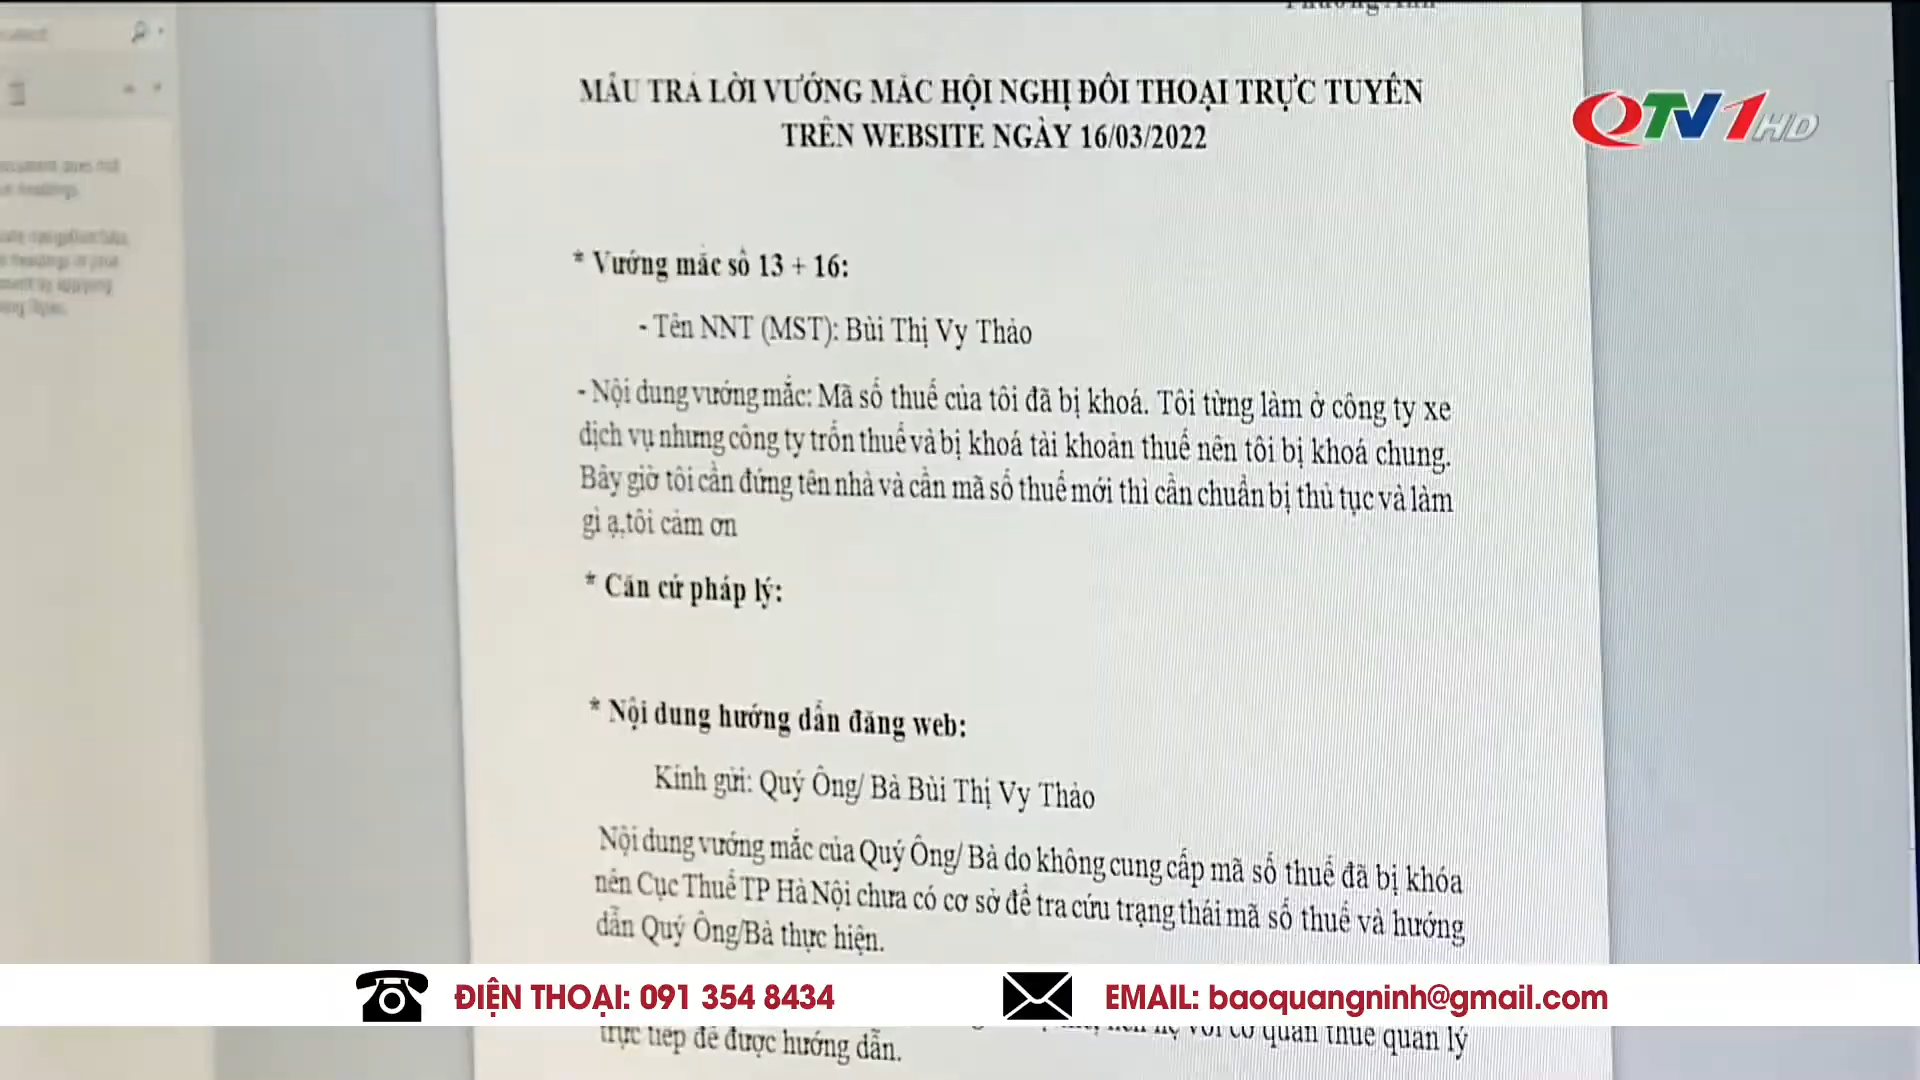 MẪU TRẢ LỜI VƯỚNG MẮC HỘI NGHỊ ĐỐI THOẠI TRỰC TUYẾN
TRÊN WEBSITE NGÀY 16/03/2022
QTV1HD
* Vướng mắc số 13 + 16:
- Tên NNT (MST): Bùi Thị Vy Thảo
- Nội dung vướng mắc: Mã số thuế của tôi đã bị khoá. Tôi từng làm ở công ty xe
dịch vụ nhưng công ty trốn thuế và bị khoá tài khoản thuế nên tôi bị khoá chung.
Bây giờ tôi cần đứng tên nhà và cần mã số thuế mới thì cần chuẩn bị thủ tục và làm
gì ạ,tôi cảm ơn
* Căn cứ pháp lý:
* Nội dung hướng dẫn đăng web:
Kính gửi: Quý Ông/ Bà Bùi Thị Vy Thảo
Nội dung vướng mắc của Quý Ông/ Bà do không cung cấp mã số thuế đã bị khóa
nên Cục Thuế TP Hà Nội chưa có cơ sở để tra cứu trạng thái mã số thuế và hướng
dẫn Quý Ông/Bà thực hiện.
ĐIỆN THOẠI: 091 354 8434
EMAIL: baoquangninh@gmail.com
với cơ quan thuế quản lý
trực tiếp để được hướng dẫn.